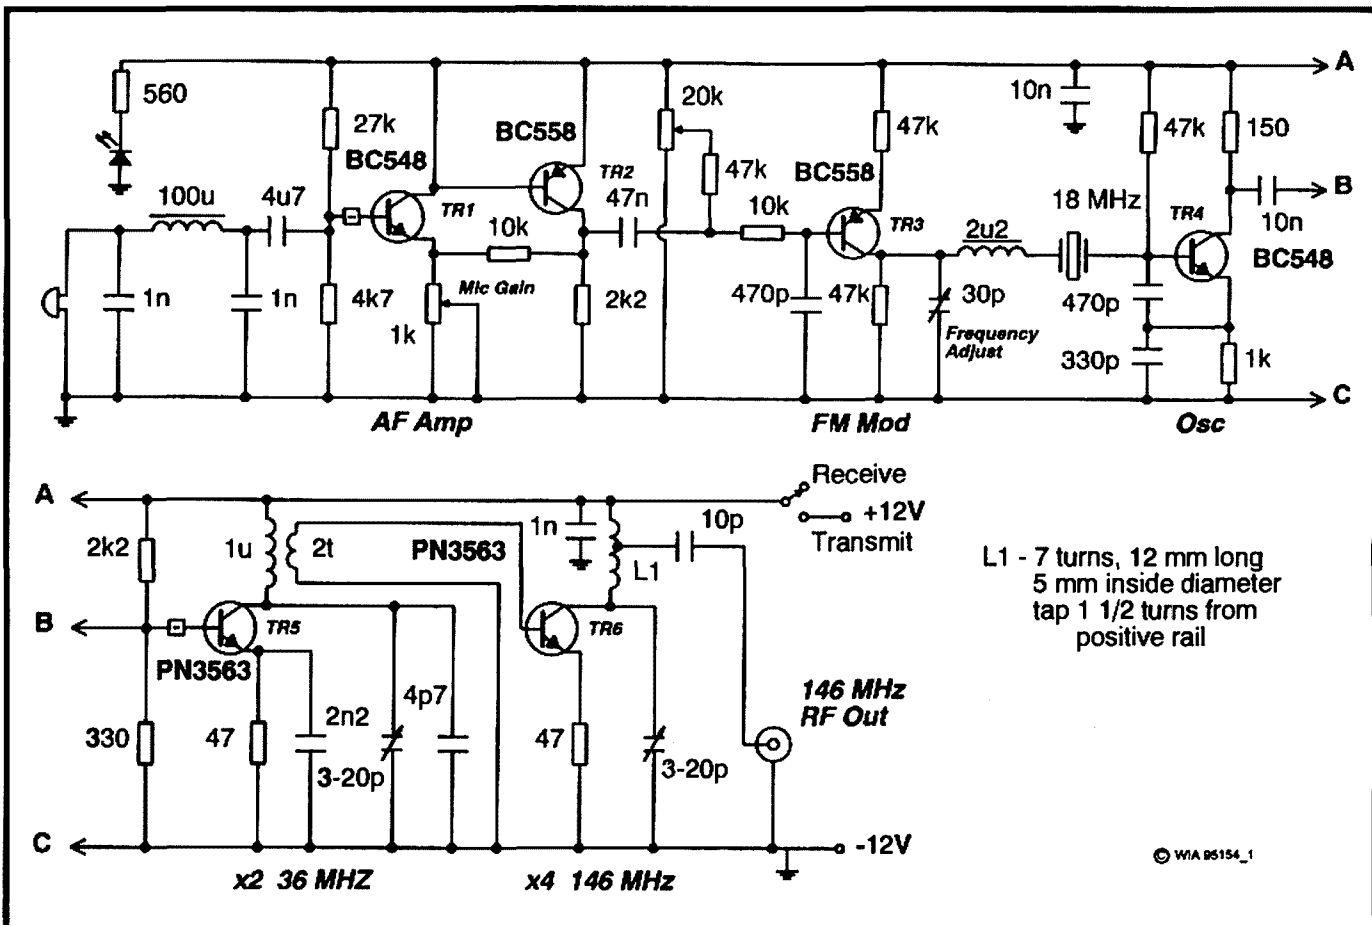 A
560
27k
BC548
BC558
20k
47k
10n
47k
150
BC558
47k
B
100u
4u7
TR1
TR2
47n
10k
TR3
18 MHz
TR4
10n
10k
2u2
BC548
1n
1n
4k7
Mic Gain
1k
2k2
470p
47k
30p
Frequency
Adjust
470p
330p
1k
C
AF Amp
FM Mod
Osc
A
Receive
+12V
Transmit
2k2
1u
2t
PN3563
1n
10p
L1
L1 - 7 turns, 12 mm long
5 mm inside diameter
tap 1 1/2 turns from
positive rail
B
TR5
TR6
PN3563
146 MHz
RF Out
330
47
2n2
4p7
3-20p
47
3-20p
C
-12V
x2 36 MHZ
x4 146 MHz
© WIA 95154_1